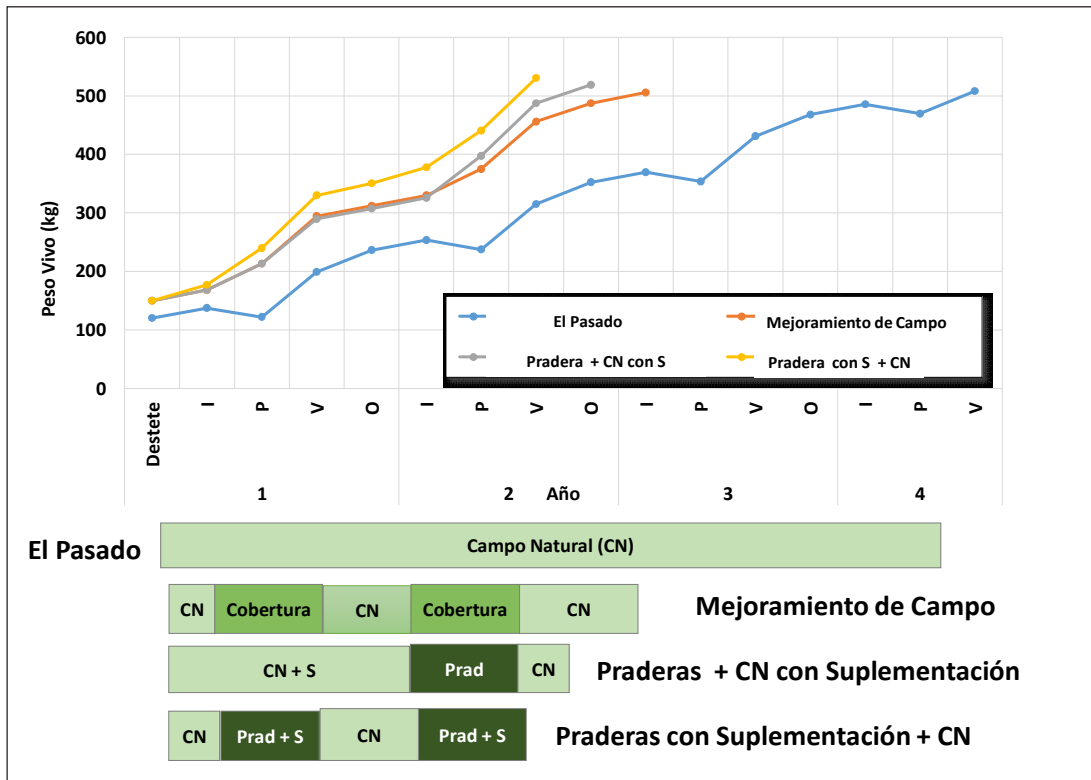 600
500
400
300
200
100
0
Peso Vivo (kg)
El Pasado
Mejoramiento de Campo
Pradera + CN con S
Pradera con S + CN
Destete I P V O I P V O I P V O I P V
1 2 Año 3 4
El Pasado
Campo Natural (CN)
CN Cobertura CN Cobertura CN
Mejoramiento de Campo
CN + S Prad CN
Praderas + CN con Suplementación
CN Prad + S CN Prad + S
Praderas con Suplementación + CN